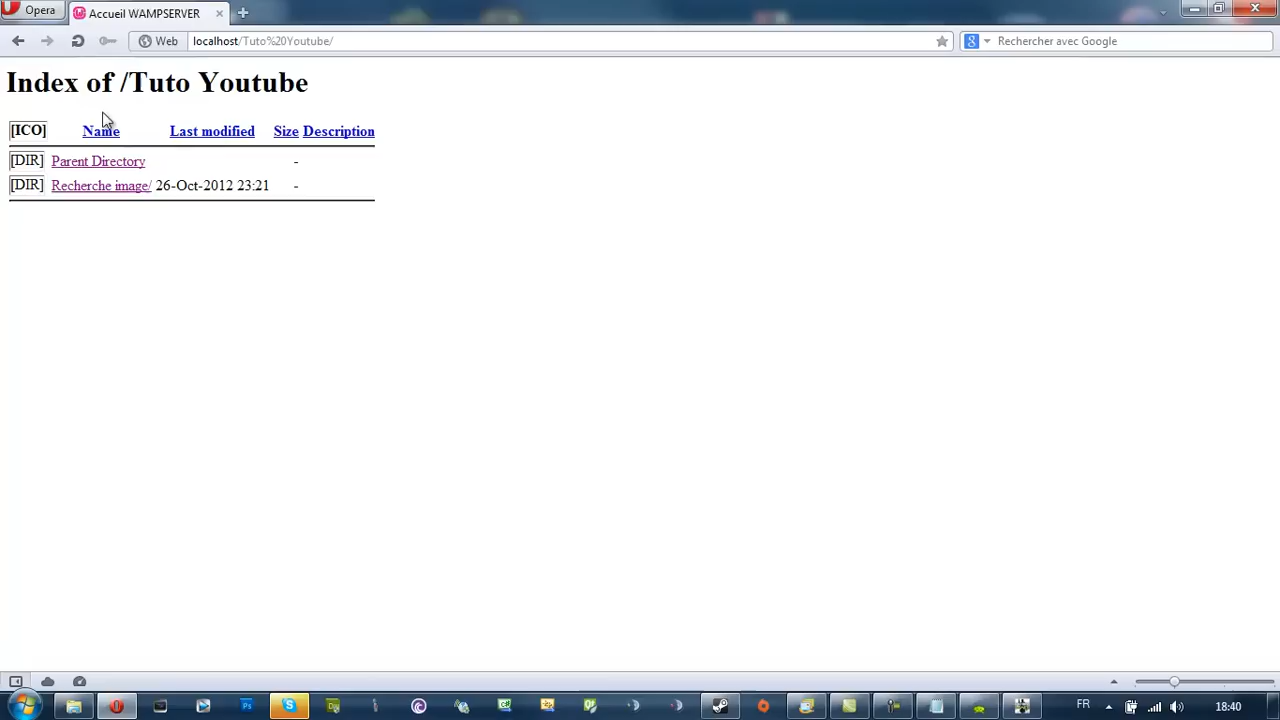 Opera
Accueil WAMPSERVER
Web
localhost/Tuto%20Youtube/
Rechercher avec Google
Index of /Tuto Youtube
[ICO] Name Last modified Size Description
[DIR] Parent Directory -
[DIR] Recherche image/ 26-Oct-2012 23:21 -
FR
18:40